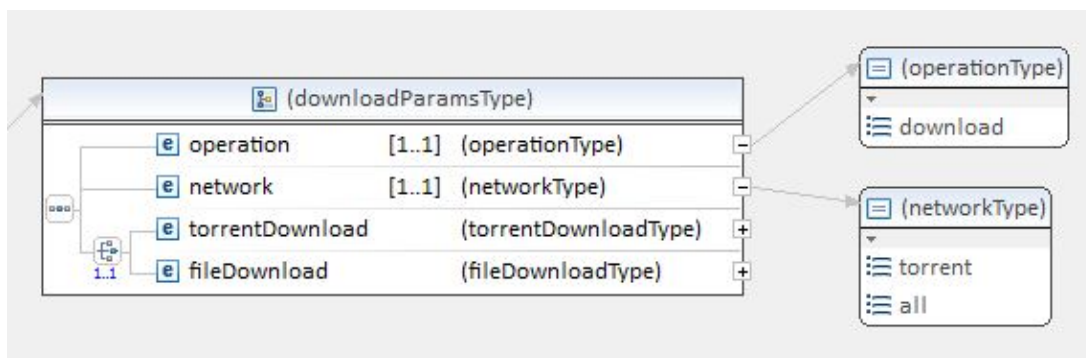 (downloadParamsType)
e operation [1..1] (operationType)
e network [1..1] (networkType)
e torrentDownload (torrentDownloadType)
1..1
e fileDownload (fileDownloadType)
(operationType)
download
(networkType)
torrent
all